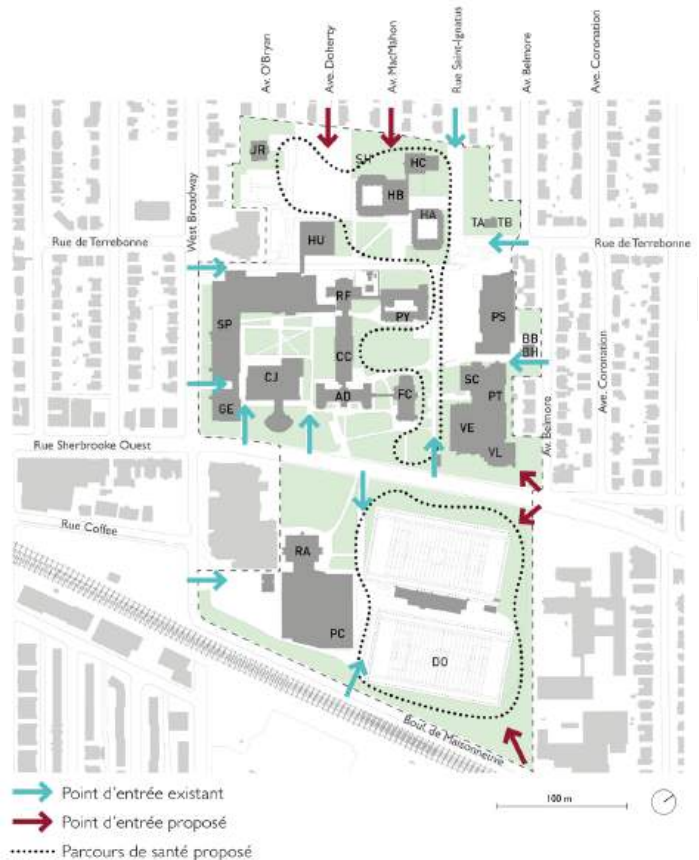 Av. O'Bryan
Ave. Doherty
Av. MacMahon
Rue Saint-Ignatus
Av. Belmore
Ave. Coronation
JR
SH
HC
HB
HA
TA TB
West Broadway
Rue de Terrebonne
HU
Rue de Terrebonne
RF
PY
PS
SP
BB
BH
CC
CJ
SC
PT
AD
FC
GE
VE
VL
Av. Belmore
Ave. Coronation
Rue Sherbrooke Ouest
Rue Coffee
RA
PC
DO
Boul. de Maisonneuve
Point d'entrée existant
Point d'entrée proposé
Parcours de santé proposé
100 m